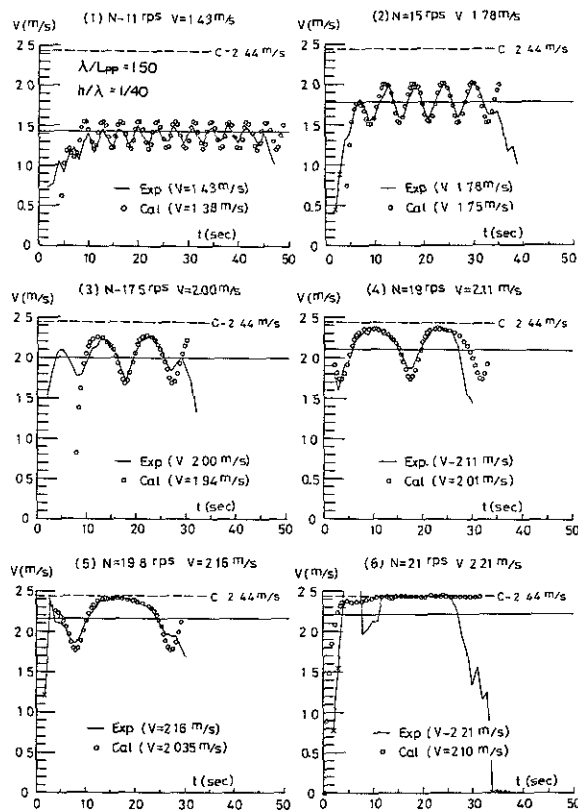 V (m/s) (1) N=11 rps V=1.43 m/s
C=2.44 m/s
λ/Lpp = 1.50
h/λ = 1/40
2.5
2.0
1.5
1.0
0.5
0
Exp (V=1.43 m/s)
Cal (V=1.38 m/s)
t (sec)
0 10 20 30 40 50
V (m/s) (2) N=15 rps V 1.78 m/s
C 2.44 m/s
2.5
2.0
1.5
1.0
0.5
0
Exp (V 1.78 m/s)
Cal (V 1.75 m/s)
t (sec)
0 10 20 30 40 50
V (m/s) (3) N=17.5 rps V=2.00 m/s
C=2.44 m/s
2.5
2.0
1.5
1.0
0.5
0
Exp (V 2.00 m/s)
Cal (V=1.94 m/s)
t (sec)
0 10 20 30 40 50
V (m/s) (4) N=19 rps V=2.11 m/s
C 2.44 m/s
2.5
2.0
1.5
1.0
0.5
0
Exp. (V=2.11 m/s)
Cal (V=2.01 m/s)
t (sec)
0 10 20 30 40 50
V (m/s) (5) N=19.8 rps V=2.16 m/s
C 2.44 m/s
2.5
2.0
1.5
1.0
0.5
0
Exp (V=2.16 m/s)
Cal (V=2.035 m/s)
t (sec)
0 10 20 30 40 50
V (m/s) (6) N=21 rps V 2.21 m/s
C=2.44 m/s
2.5
2.0
1.5
1.0
0.5
0
Exp (V=2.21 m/s)
Cal (V=2.10 m/s)
t (sec)
0 10 20 30 40 50